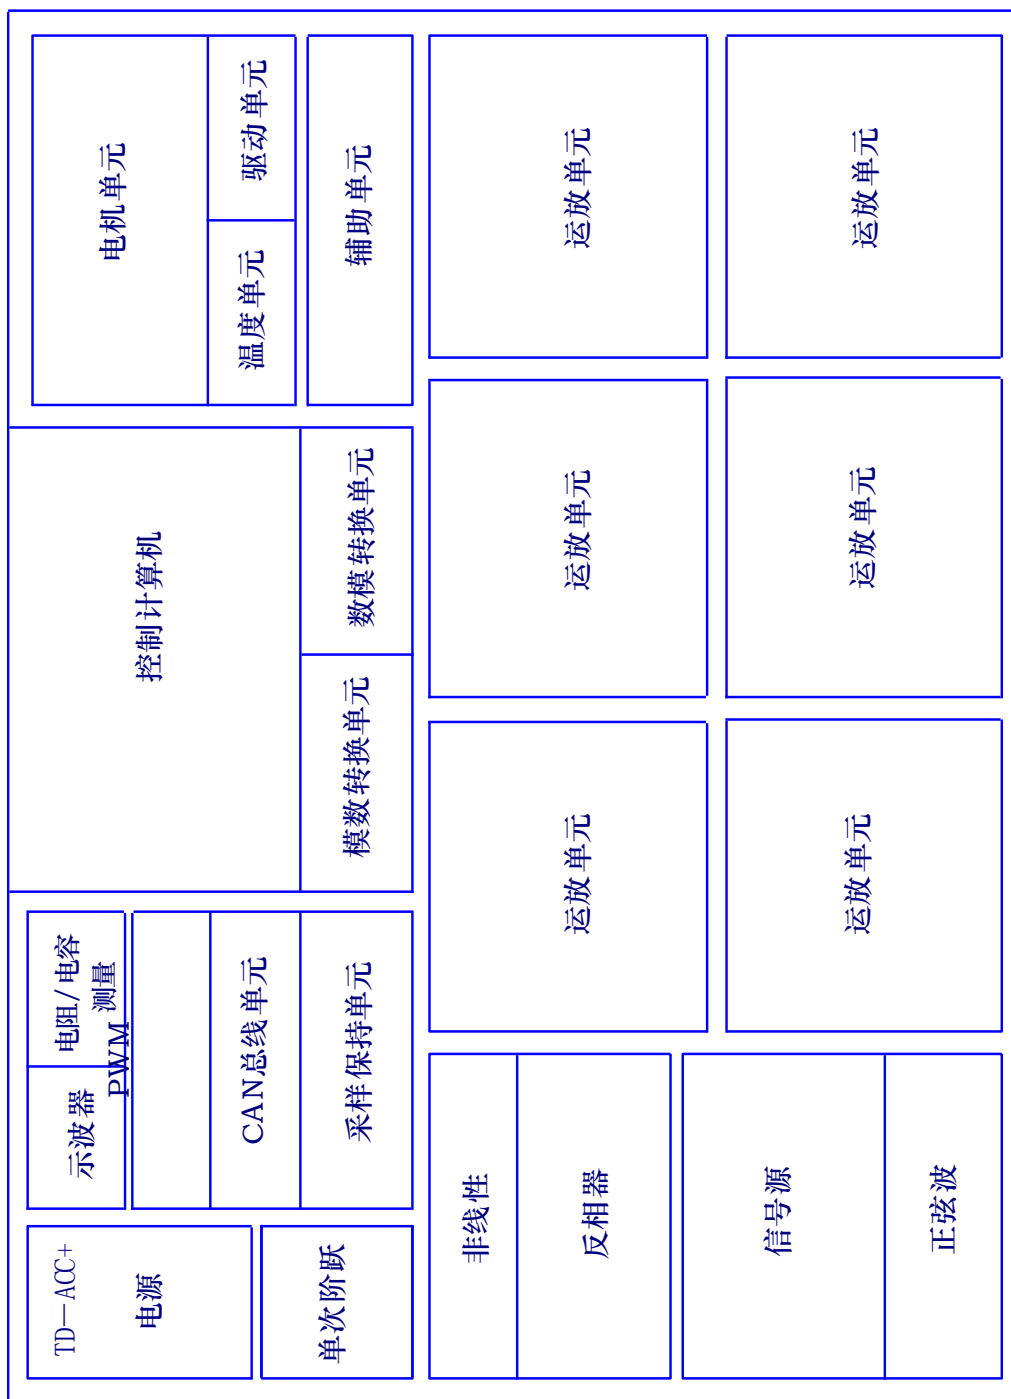 TD—ACC+
电源
示波器
电阻/电容
测量
PWM
控制计算机
电机单元
温度单元
驱动单元
单次阶跃
CAN总线单元
采样保持单元
模数转换单元
数模转换单元
辅助单元
非线性
反相器
运放单元
运放单元
运放单元
信号源
正弦波
运放单元
运放单元
运放单元